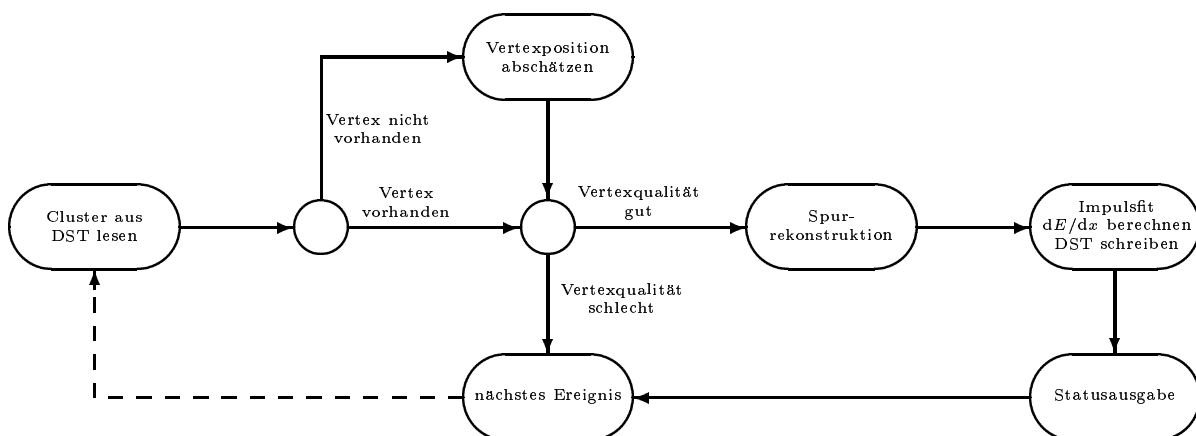 Vertexposition
abschätzen
Vertex nicht
vorhanden
Cluster aus
DST lesen
Vertex
vorhanden
Vertexqualität
gut
Spur-
rekonstruktion
Impulsfit
dE/dx berechnen
DST schreiben
Vertexqualität
schlecht
nächstes Ereignis
Statusausgabe